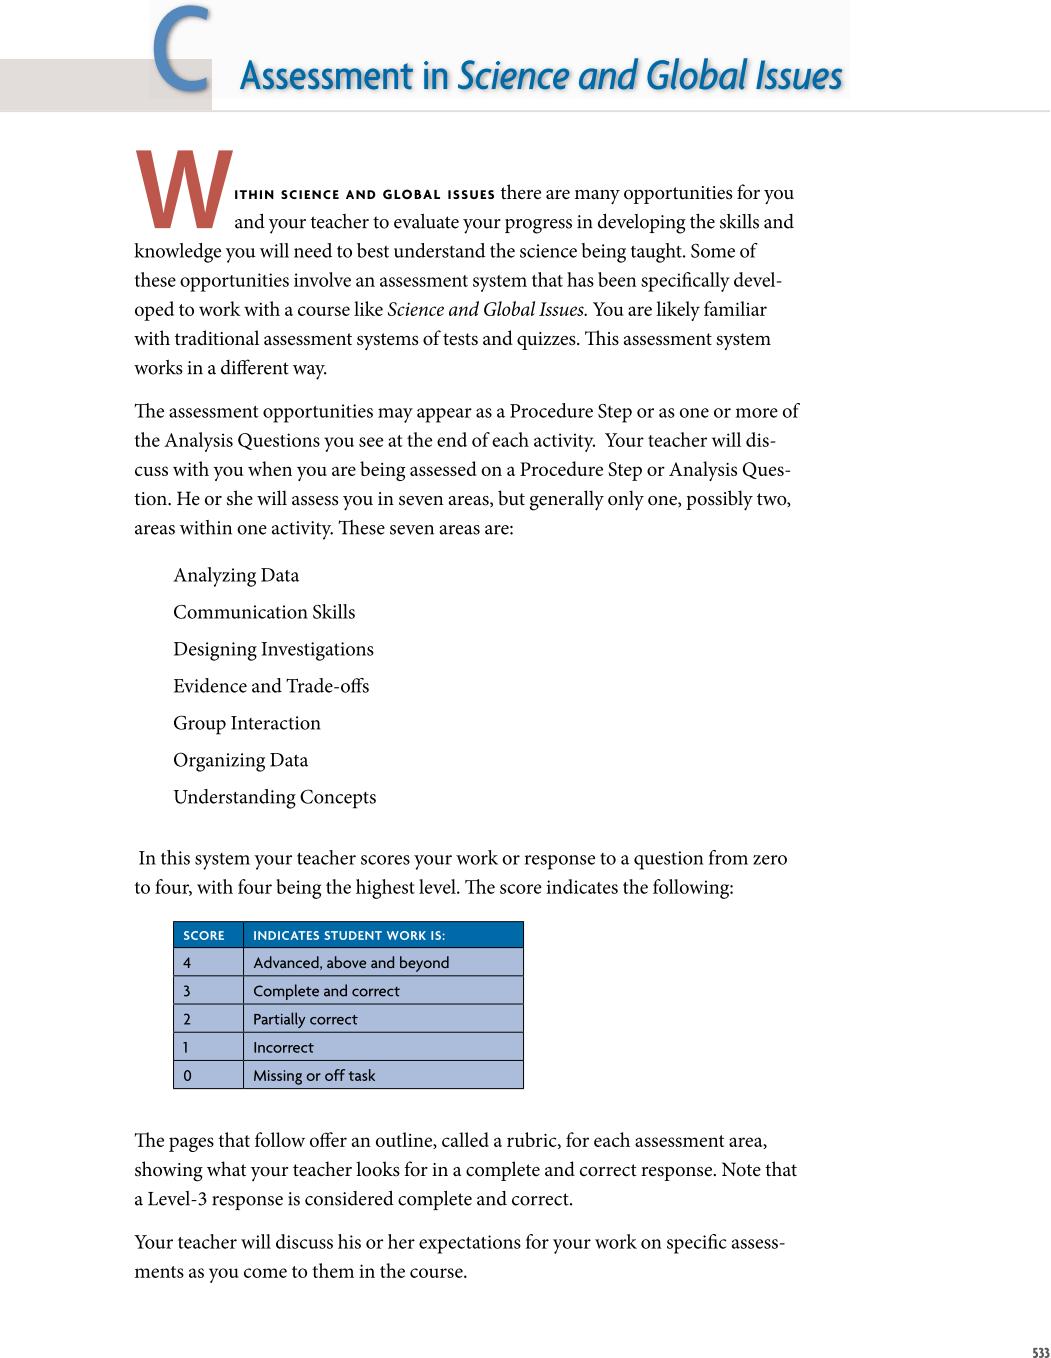 C
Assessment in Science and Global Issues
WITHIN SCIENCE AND GLOBAL ISSUES there are many opportunities for you
and your teacher to evaluate your progress in developing the skills and
knowledge you will need to best understand the science being taught. Some of
these opportunities involve an assessment system that has been specifically devel-
oped to work with a course like Science and Global Issues. You are likely familiar
with traditional assessment systems of tests and quizzes. This assessment system
works in a different way.
The assessment opportunities may appear as a Procedure Step or as one or more of
the Analysis Questions you see at the end of each activity. Your teacher will dis-
cuss with you when you are being assessed on a Procedure Step or Analysis Ques-
tion. He or she will assess you in seven areas, but generally only one, possibly two,
areas within one activity. These seven areas are:
Analyzing Data
Communication Skills
Designing Investigations
Evidence and Trade-offs
Group Interaction
Organizing Data
Understanding Concepts
In this system your teacher scores your work or response to a question from zero
to four, with four being the highest level. The score indicates the following:
SCORE INDICATES STUDENT WORK IS:
4 Advanced, above and beyond
3 Complete and correct
2 Partially correct
1 Incorrect
0 Missing or off task
The pages that follow offer an outline, called a rubric, for each assessment area,
showing what your teacher looks for in a complete and correct response. Note that
a Level-3 response is considered complete and correct.
Your teacher will discuss his or her expectations for your work on specific assess-
ments as you come to them in the course.
533